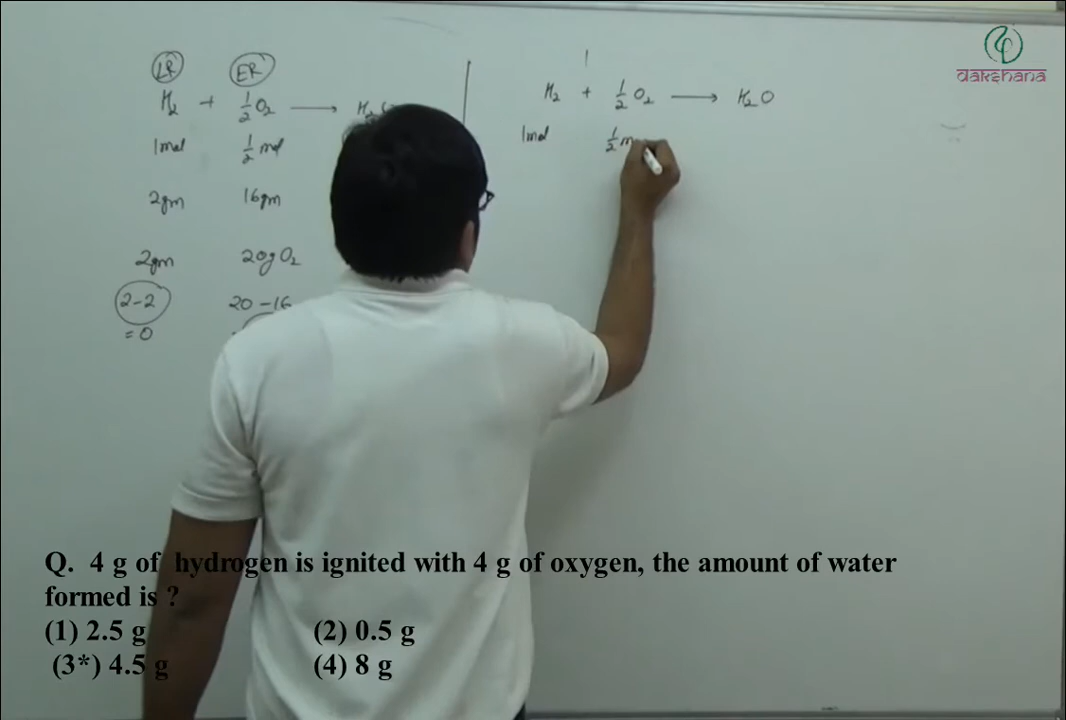 LR ER
H₂ + 1/2 O₂ → H₂
1mol 1/2 mol
2gm 16gm
2gm 20g O₂
2-2 20-16
= 0
H₂ + 1/2 O₂ → H₂O
1mol 1/2 m
dakshana
Q. 4 g of hydrogen is ignited with 4 g of oxygen, the amount of water
formed is ?
(1) 2.5 g (2) 0.5 g
(3*) 4.5 g (4) 8 g